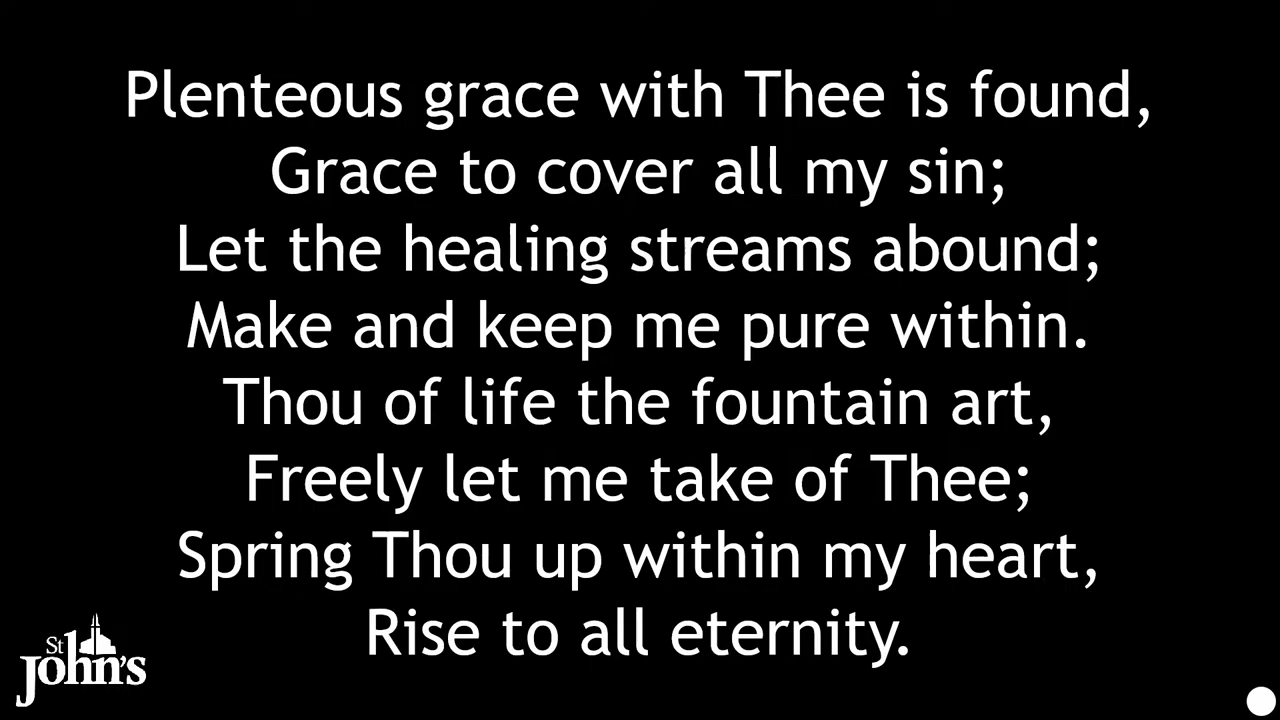 Plenteous grace with Thee is found,
Grace to cover all my sin;
Let the healing streams abound;
Make and keep me pure within.
Thou of life the fountain art,
Freely let me take of Thee;
Spring Thou up within my heart,
Rise to all eternity.
St
John's